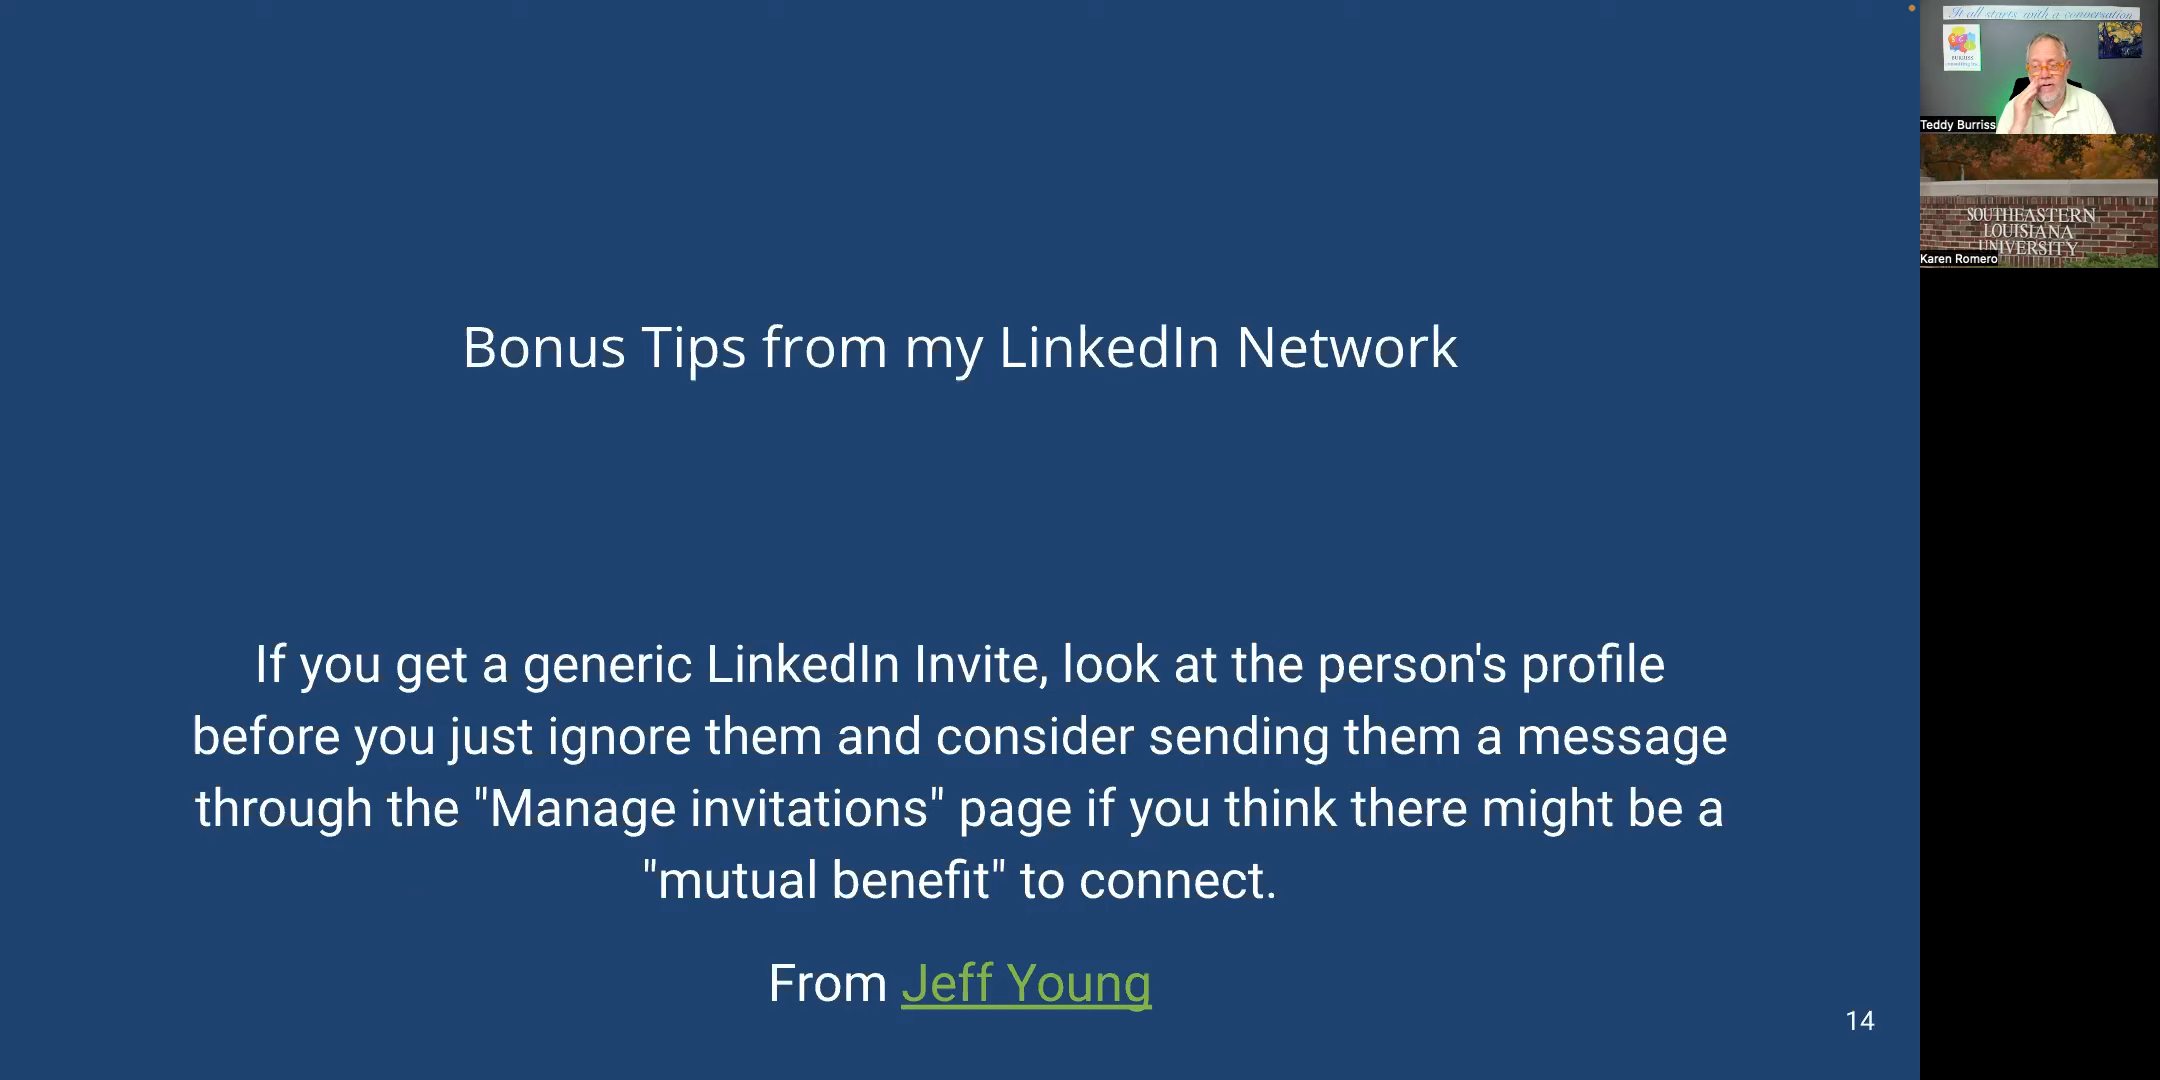 Bonus Tips from my LinkedIn Network
If you get a generic LinkedIn Invite, look at the person's profile
before you just ignore them and consider sending them a message
through the "Manage invitations" page if you think there might be a
"mutual benefit" to connect.
From Jeff Young
14
It all starts with a conversation
BURRISS
Teddy Burriss
SOUTHEASTERN
LOUISIANA
UNIVERSITY
Karen Romero